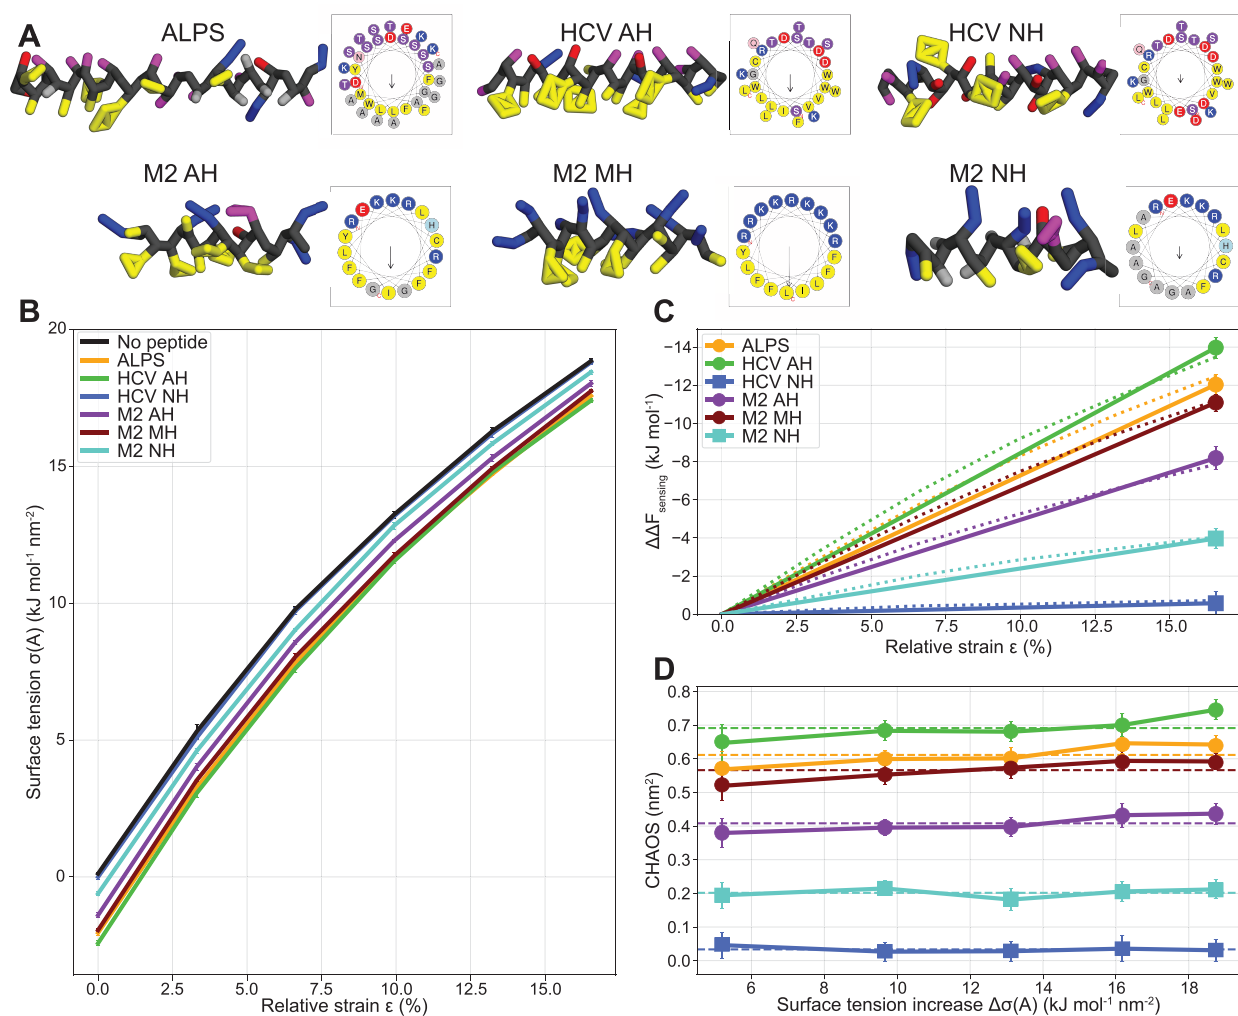 A
ALPS
HCV AH
HCV NH
M2 AH
M2 MH
M2 NH
B
20
15
10
5
0
Surface tension σ(A) (kJ mol-1 nm-2)
No peptide
ALPS
HCV AH
HCV NH
M2 AH
M2 MH
M2 NH
0.0 2.5 5.0 7.5 10.0 12.5 15.0
Relative strain ε (%)
C
−14
−12
−10
−8
−6
−4
−2
0
ΔΔFsensing (kJ mol-1)
ALPS
HCV AH
HCV NH
M2 AH
M2 MH
M2 NH
0.0 2.5 5.0 7.5 10.0 12.5 15.0
Relative strain ε (%)
D
0.8
0.7
0.6
0.5
0.4
0.3
0.2
0.1
0.0
CHAOS (nm2)
6 8 10 12 14 16 18
Surface tension increase Δσ(A) (kJ mol-1 nm-2)